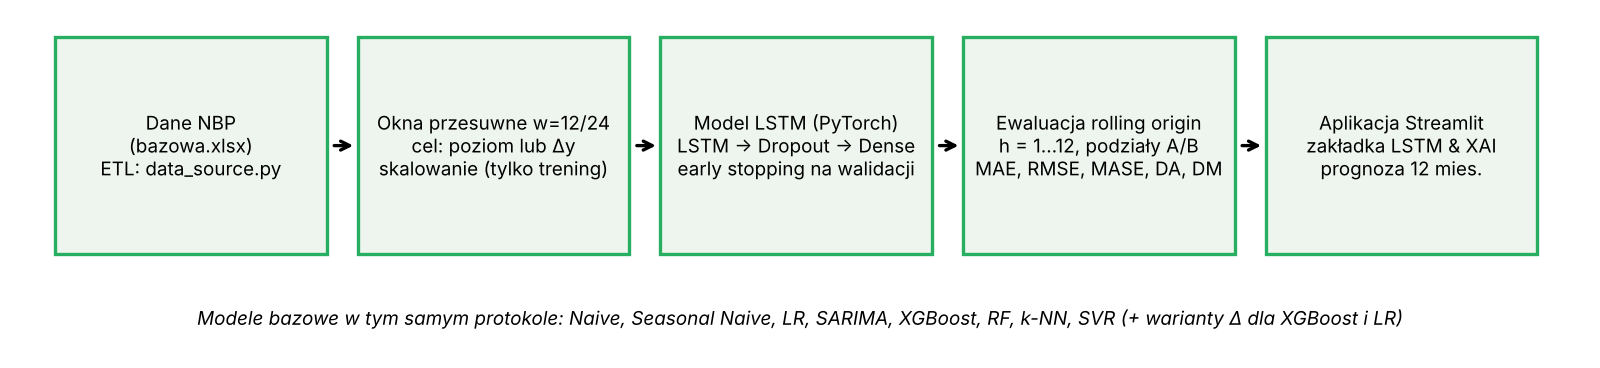 Dane NBP
(bazowa.xlsx)
ETL: data_source.py
Okna przesuwne w=12/24
cel: poziom lub Δy
skalowanie (tylko trening)
Model LSTM (PyTorch)
LSTM → Dropout → Dense
early stopping na walidacji
Ewaluacja rolling origin
h = 1...12, podziały A/B
MAE, RMSE, MASE, DA, DM
Aplikacja Streamlit
zakładka LSTM & XAI
prognoza 12 mies.
Modele bazowe w tym samym protokole: Naive, Seasonal Naive, LR, SARIMA, XGBoost, RF, k-NN, SVR (+ warianty Δ dla XGBoost i LR)